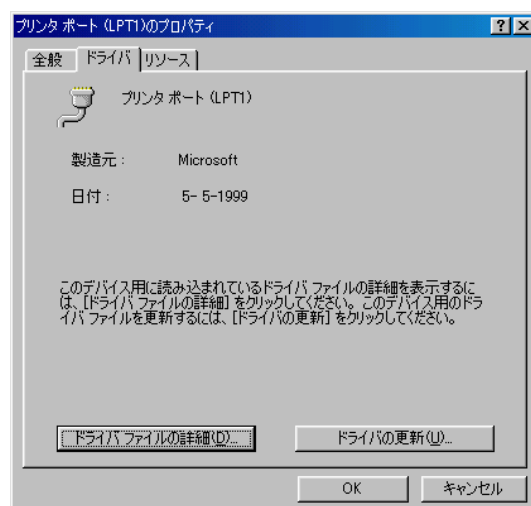 プリンタ ポート (LPT1)のプロパティ
全般 ドライバ リソース
プリンタ ポート (LPT1)
製造元 : Microsoft
日付 : 5- 5-1999
このデバイス用に読み込まれているドライバ ファイルの詳細を表示するに
は、[ドライバ ファイルの詳細] をクリックしてください。このデバイス用のドラ
イバ ファイルを更新するには、[ドライバの更新] をクリックしてください。
ドライバ ファイルの詳細(D)... ドライバの更新(U)...
OK キャンセル